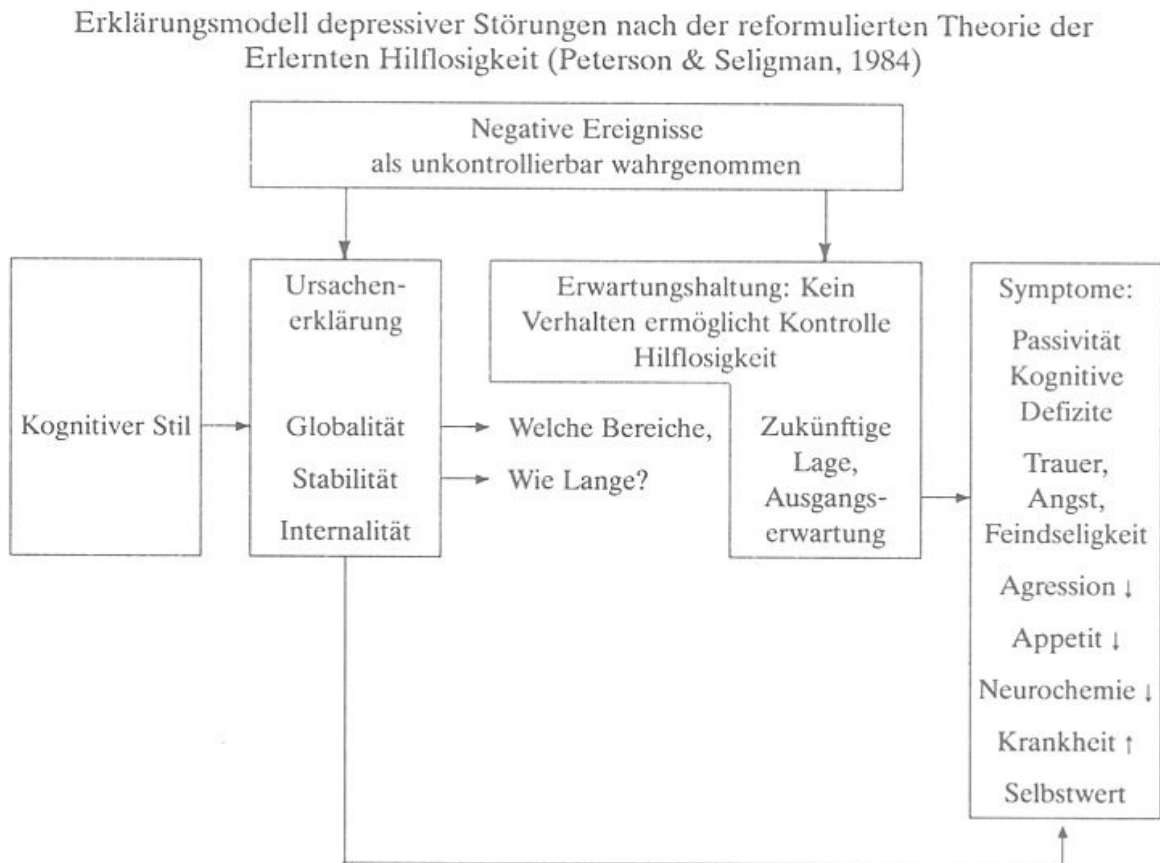 Erklärungsmodell depressiver Störungen nach der reformulierten Theorie der
Erlernten Hilflosigkeit (Peterson & Seligman, 1984)
Negative Ereignisse
als unkontrollierbar wahrgenommen
Kognitiver Stil
Ursachen-
erklärung
Globalität
Stabilität
Internalität
Erwartungshaltung: Kein
Verhalten ermöglicht Kontrolle
Hilflosigkeit
Welche Bereiche,
Wie Lange?
Zukünftige
Lage,
Ausgangs-
erwartung
Symptome:
Passivität
Kognitive
Defizite
Trauer,
Angst,
Feindseligkeit
Agression ↓
Appetit ↓
Neurochemie ↓
Krankheit ↑
Selbstwert